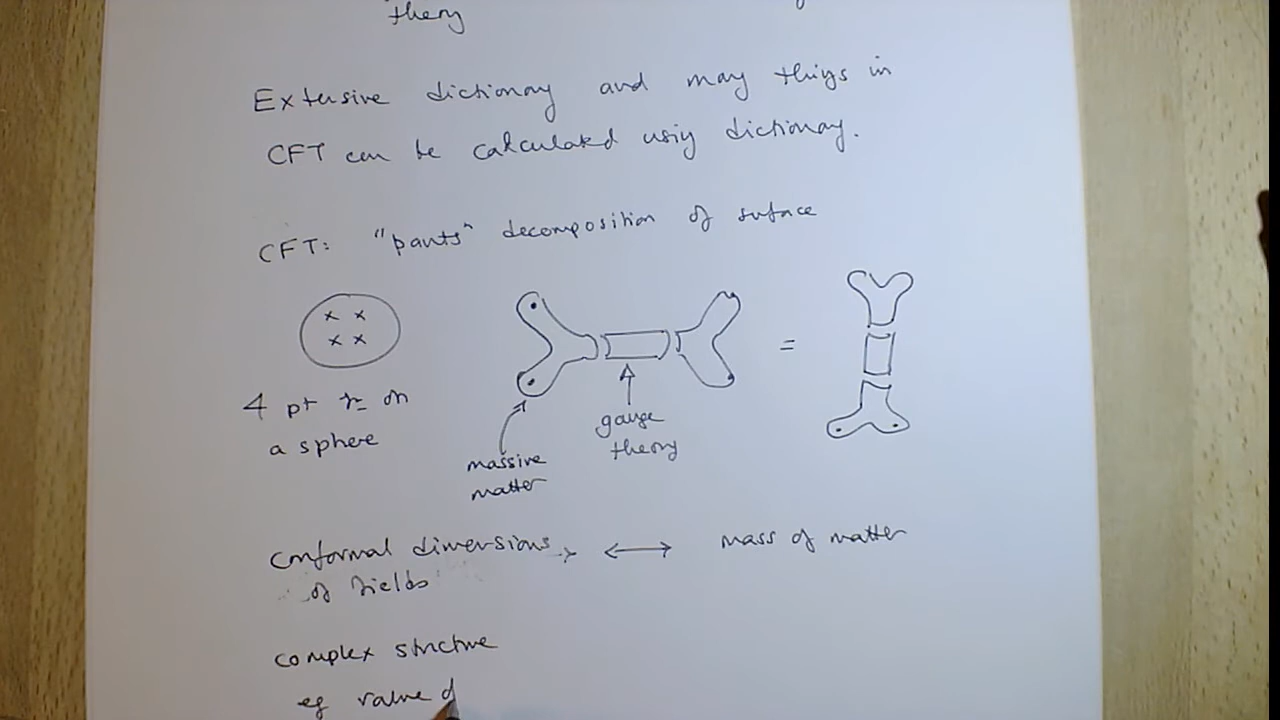 theory
Extensive dictionary and many things in
CFT can be calculated using dictionary.
CFT: "pants" decomposition of surface
x x
x x
=
4 pt fn on
a sphere
gauge
theory
massive
matter
conformal dimensions ↔ mass of matter
of fields
complex structure
eg value of